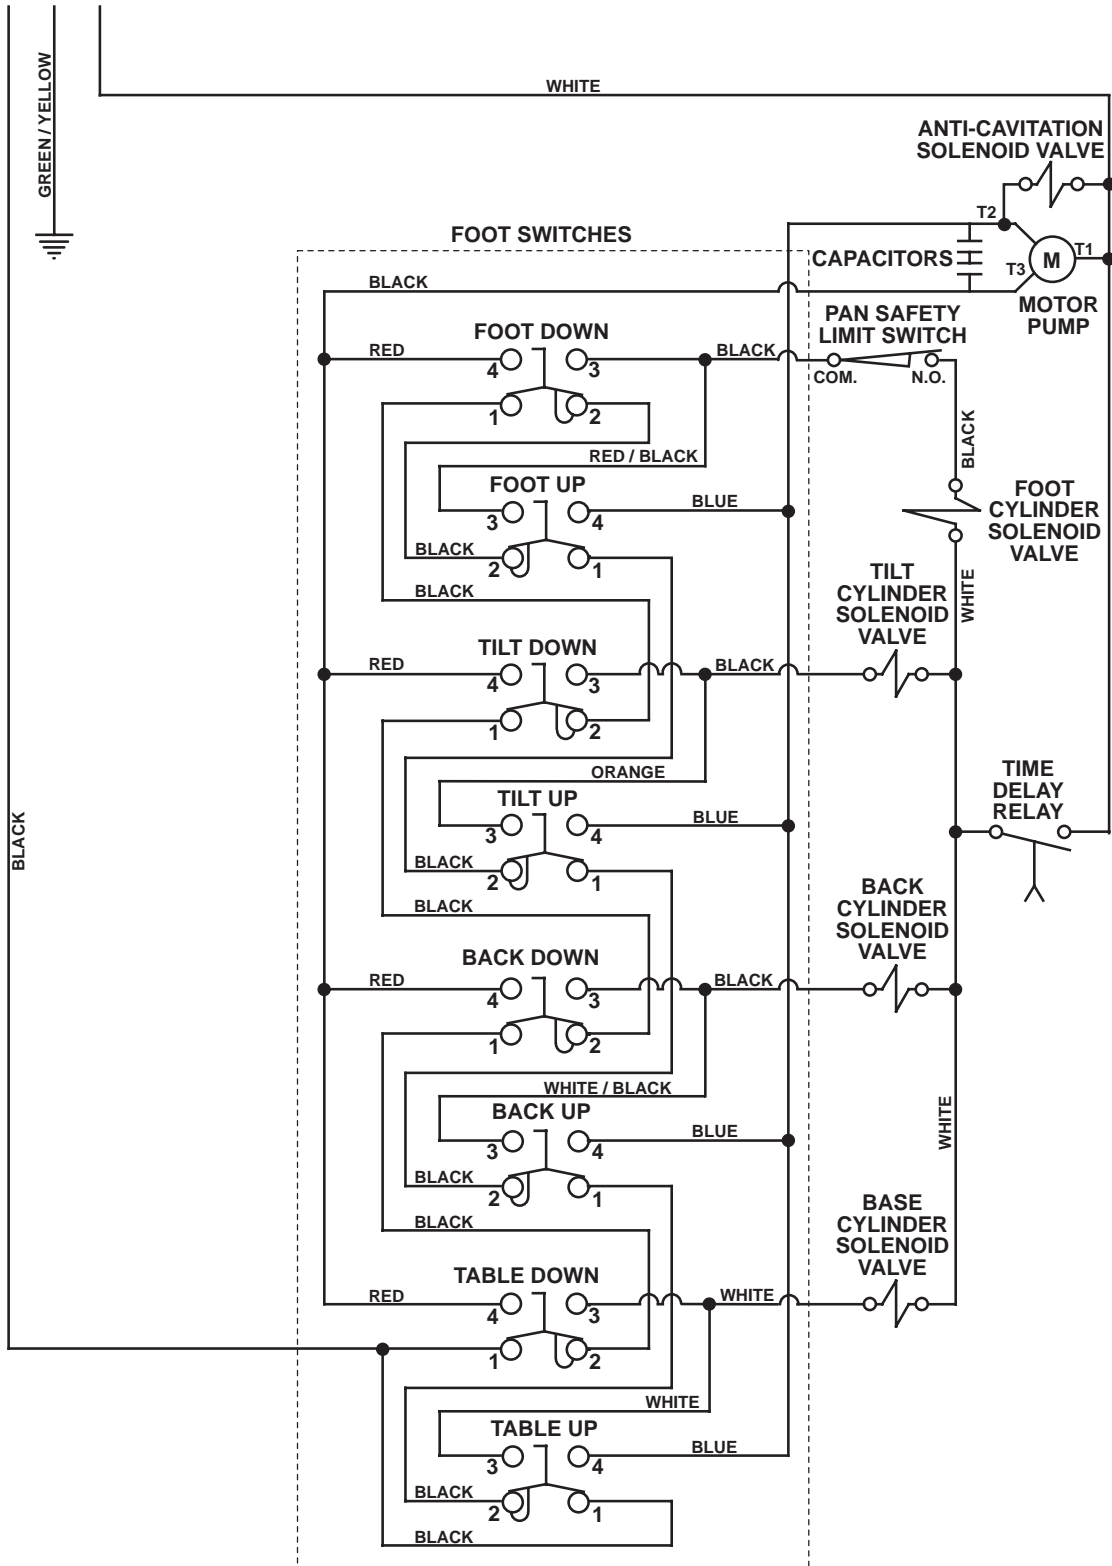 GREEN / YELLOW
WHITE
ANTI-CAVITATION
SOLENOID VALVE
T2
T1
T3
M
CAPACITORS
MOTOR
PUMP
FOOT SWITCHES
BLACK
PAN SAFETY
LIMIT SWITCH
COM.
N.O.
FOOT DOWN
RED
4
3
BLACK
1
2
RED / BLACK
BLACK
FOOT
CYLINDER
SOLENOID
VALVE
FOOT UP
3
4
BLUE
BLACK
2
1
BLACK
WHITE
TILT
CYLINDER
SOLENOID
VALVE
TILT DOWN
RED
4
3
BLACK
1
2
ORANGE
TILT UP
3
4
BLUE
BLACK
2
1
BLACK
TIME
DELAY
RELAY
BLACK
BACK
CYLINDER
SOLENOID
VALVE
BACK DOWN
RED
4
3
BLACK
1
2
WHITE / BLACK
BACK UP
3
4
BLUE
BLACK
2
1
BLACK
WHITE
BASE
CYLINDER
SOLENOID
VALVE
TABLE DOWN
RED
4
3
WHITE
1
2
WHITE
TABLE UP
3
4
BLUE
BLACK
2
1
BLACK